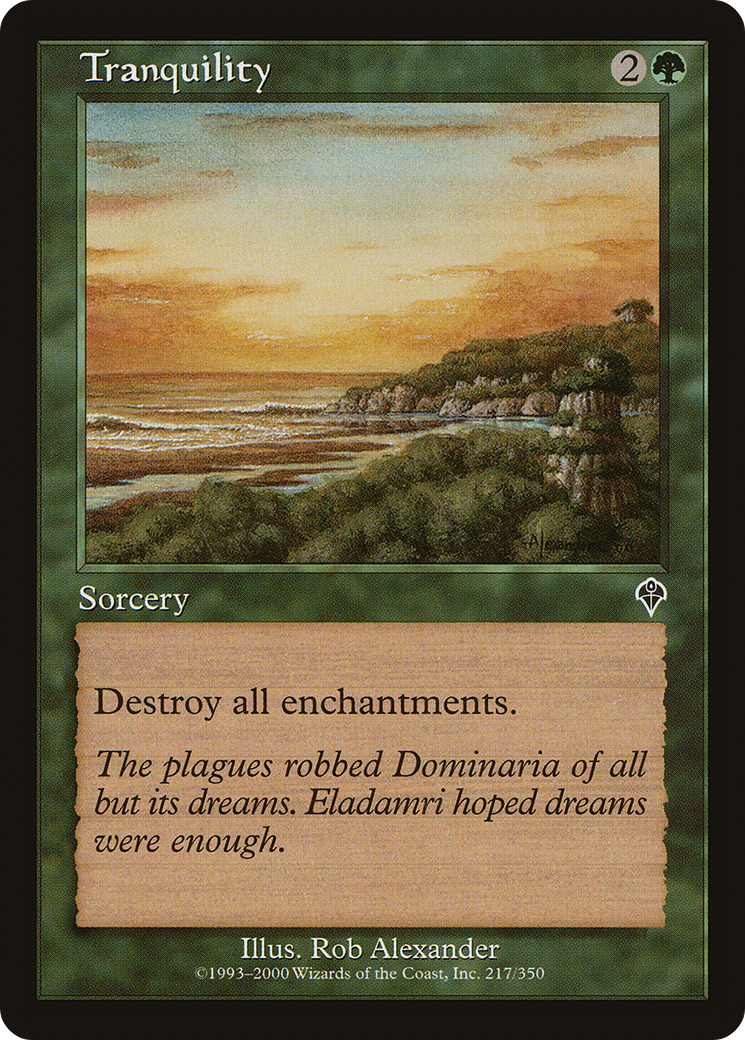 Tranquility 2
Alexander
Sorcery
Destroy all enchantments.
The plagues robbed Dominaria of all
but its dreams. Eladamri hoped dreams
were enough.
Illus. Rob Alexander
©1993–2000 Wizards of the Coast, Inc. 217/350